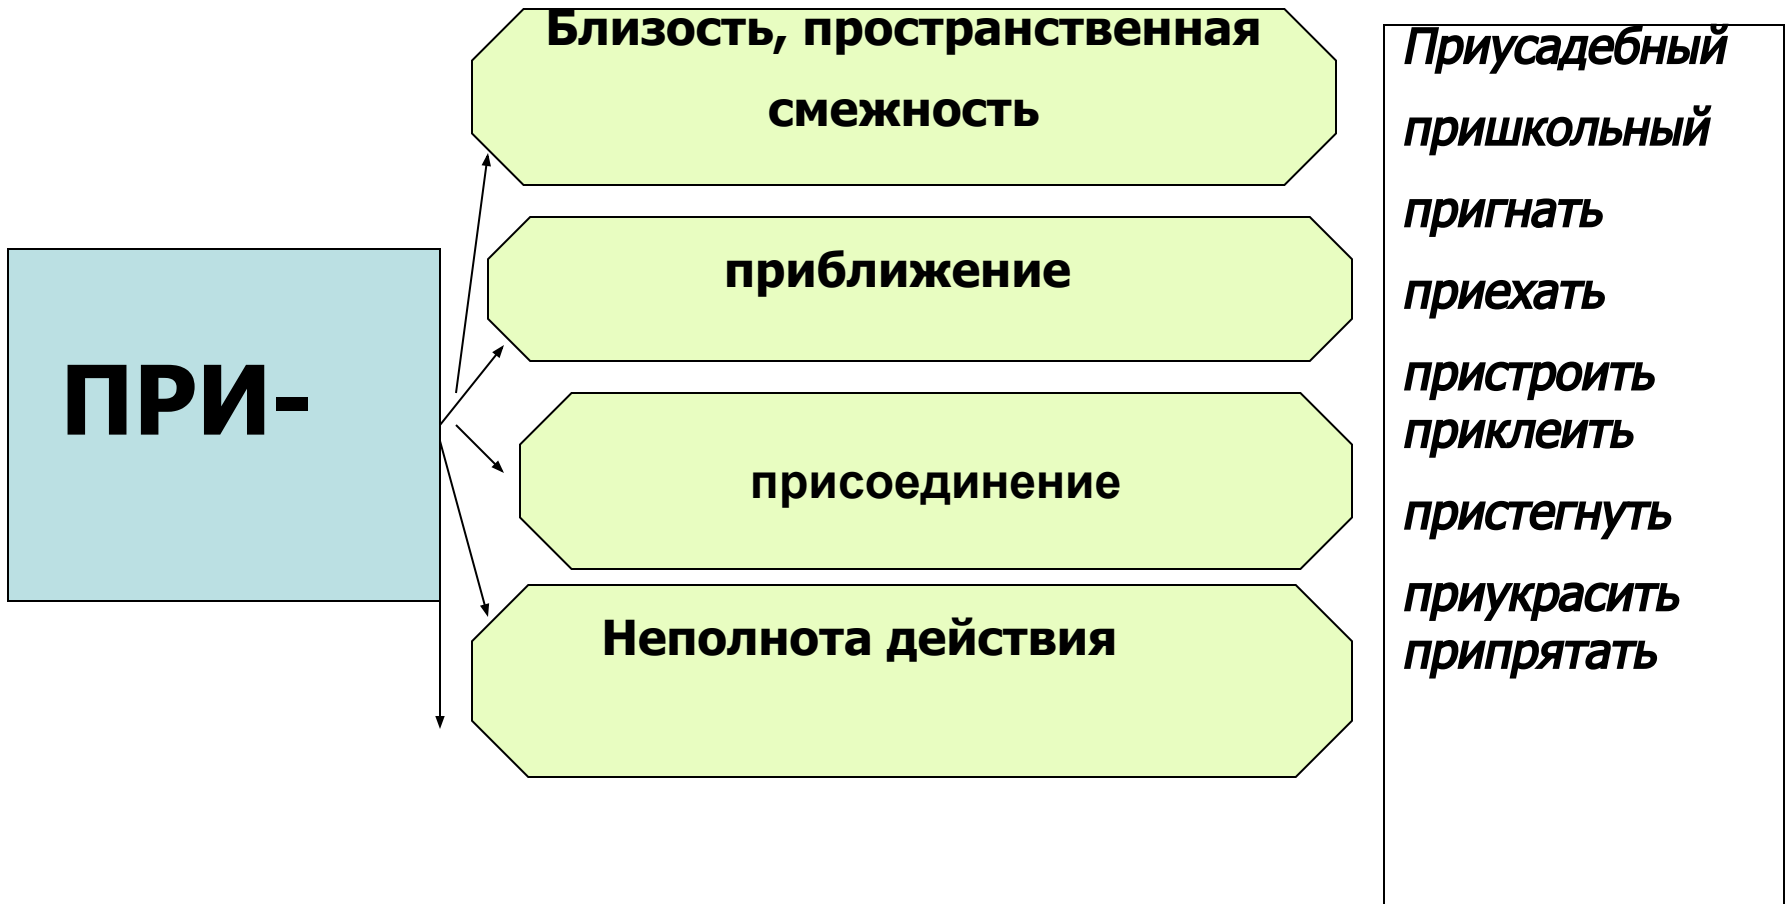 ПРИ-
Близость, пространственная
смежность
приближение
присоединение
Неполнота действия
Приусадебный
пришкольный
пригнать
приехать
пристроить
приклеить
пристегнуть
приукрасить
припрятать